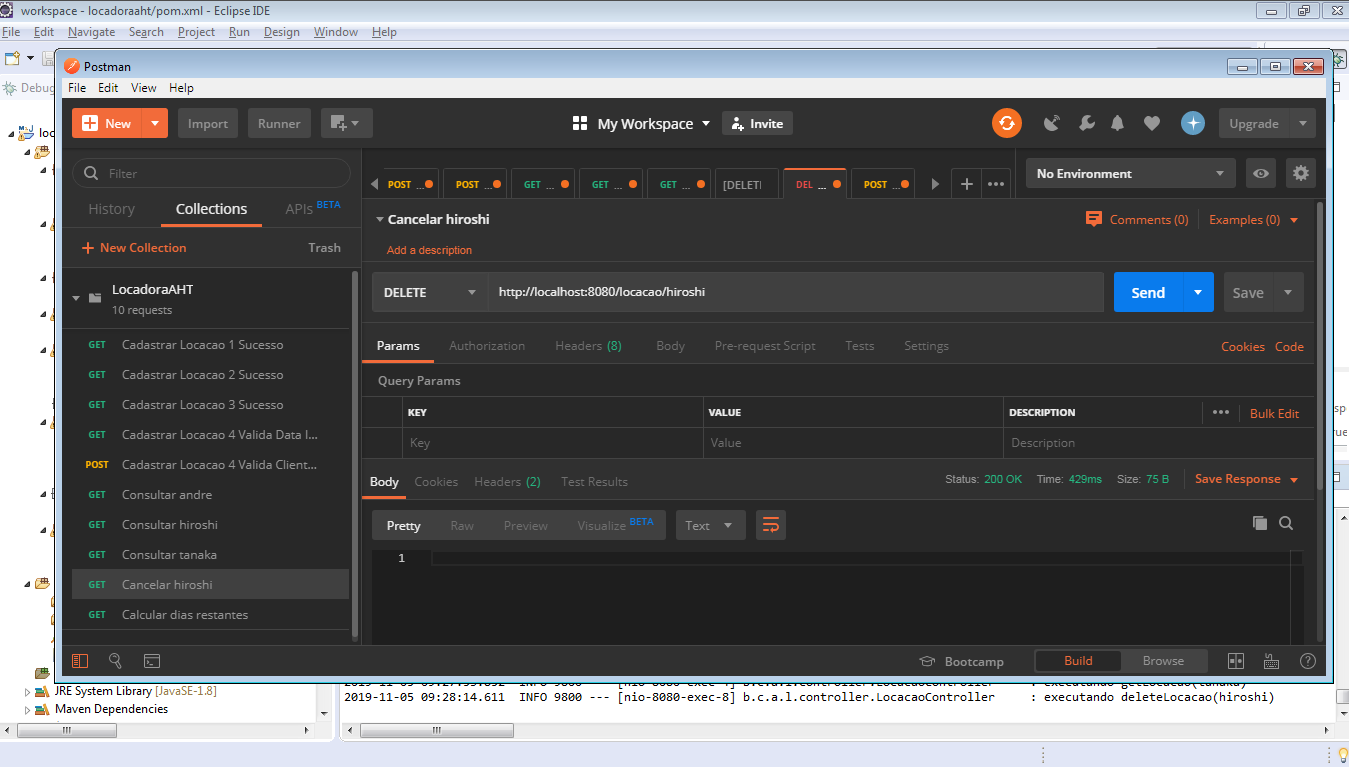 workspace - locadoraaht/pom.xml - Eclipse IDE
File Edit Navigate Search Project Run Design Window Help
Postman
File Edit View Help
New Import Runner My Workspace Invite Upgrade
Filter
POST ... POST ... GET ... GET ... GET ... [DELETI DEL ... POST ... No Environment
History Collections APIs BETA
Cancelar hiroshi Comments (0) Examples (0)
New Collection Trash
Add a description
LocadoraAHT
10 requests
DELETE http://localhost:8080/locacao/hiroshi Send Save
Params Authorization Headers (8) Body Pre-request Script Tests Settings Cookies Code
Query Params
KEY VALUE DESCRIPTION Bulk Edit
Key Value Description
GET Cadastrar Locacao 1 Sucesso
GET Cadastrar Locacao 2 Sucesso
GET Cadastrar Locacao 3 Sucesso
GET Cadastrar Locacao 4 Valida Data I...
POST Cadastrar Locacao 4 Valida Client...
GET Consultar andre
GET Consultar hiroshi
GET Consultar tanaka
GET Cancelar hiroshi
GET Calcular dias restantes
Body Cookies Headers (2) Test Results Status: 200 OK Time: 429ms Size: 75 B Save Response
Pretty Raw Preview Visualize BETA Text
1
Bootcamp Build Browse
JRE System Library [JavaSE-1.8]
Maven Dependencies
2019-11-05 09:28:14.611 INFO 9800 --- [nio-8080-exec-8] b.c.a.l.controller.LocacaoController : executando deleteLocacao(hiroshi)